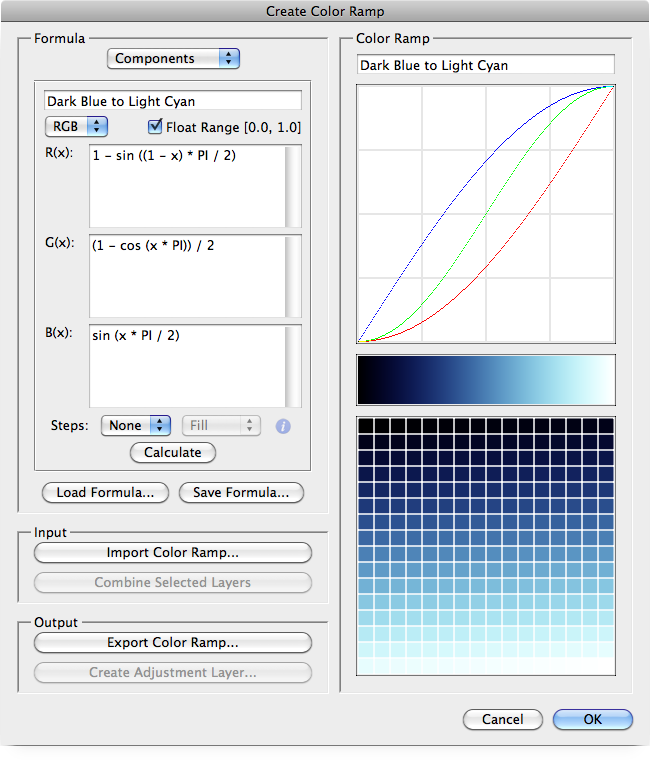 Create Color Ramp
Formula
Components
Dark Blue to Light Cyan
RGB
Float Range [0.0, 1.0]
R(x):
1 - sin ((1 - x) * PI / 2)
G(x):
(1 - cos (x * PI)) / 2
B(x):
sin (x * PI / 2)
Steps:
None
Fill
i
Calculate
Load Formula...
Save Formula...
Input
Import Color Ramp...
Combine Selected Layers
Output
Export Color Ramp...
Create Adjustment Layer...
Color Ramp
Dark Blue to Light Cyan
Cancel
OK